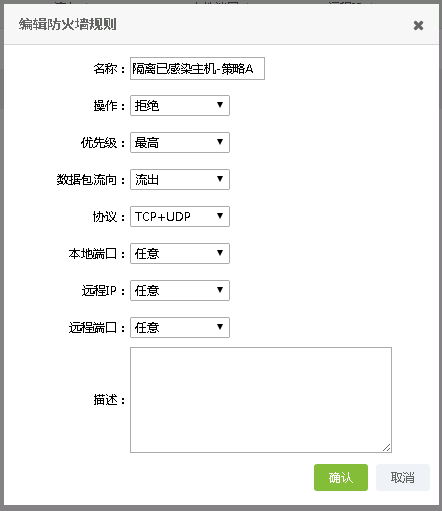 编辑防火墙规则
名称：隔离已感染主机-策略A
操作：拒绝
优先级：最高
数据包流向：流出
协议：TCP+UDP
本地端口：任意
远程IP：任意
远程端口：任意
描述：
确认 取消